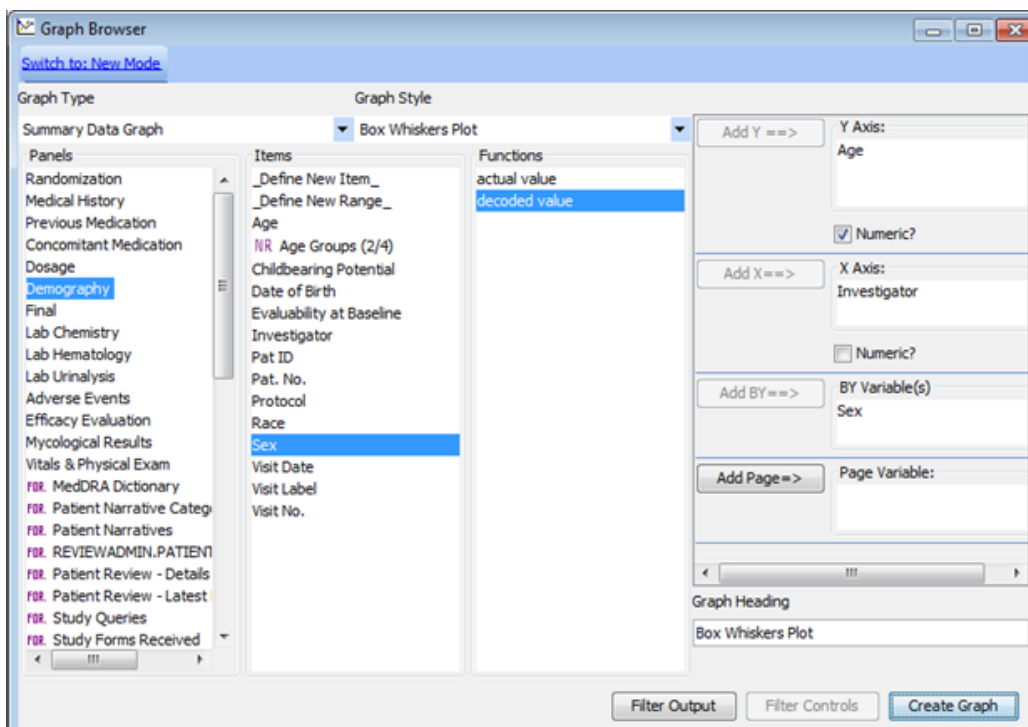 Graph Browser
Switch to: New Mode
Graph Type
Graph Style
Summary Data Graph
Box Whiskers Plot
Panels
Randomization
Medical History
Previous Medication
Concomitant Medication
Dosage
Demography
Final
Lab Chemistry
Lab Hematology
Lab Urinalysis
Adverse Events
Efficacy Evaluation
Mycological Results
Vitals & Physical Exam
FOR. MedDRA Dictionary
FOR. Patient Narrative Categ
FOR. Patient Narratives
FOR. REVIEWADMIN.PATIENT
FOR. Patient Review - Details
FOR. Patient Review - Latest
FOR. Study Queries
FOR. Study Forms Received
Items
_Define New Item_
_Define New Range_
Age
NR Age Groups (2/4)
Childbearing Potential
Date of Birth
Evaluability at Baseline
Investigator
Pat ID
Pat. No.
Protocol
Race
Sex
Visit Date
Visit Label
Visit No.
Functions
actual value
decoded value
Add Y ==>
Y Axis:
Age
Numeric?
Add X==>
X Axis:
Investigator
Numeric?
Add BY==>
BY Variable(s)
Sex
Add Page=>
Page Variable:
Graph Heading
Box Whiskers Plot
Filter Output
Filter Controls
Create Graph